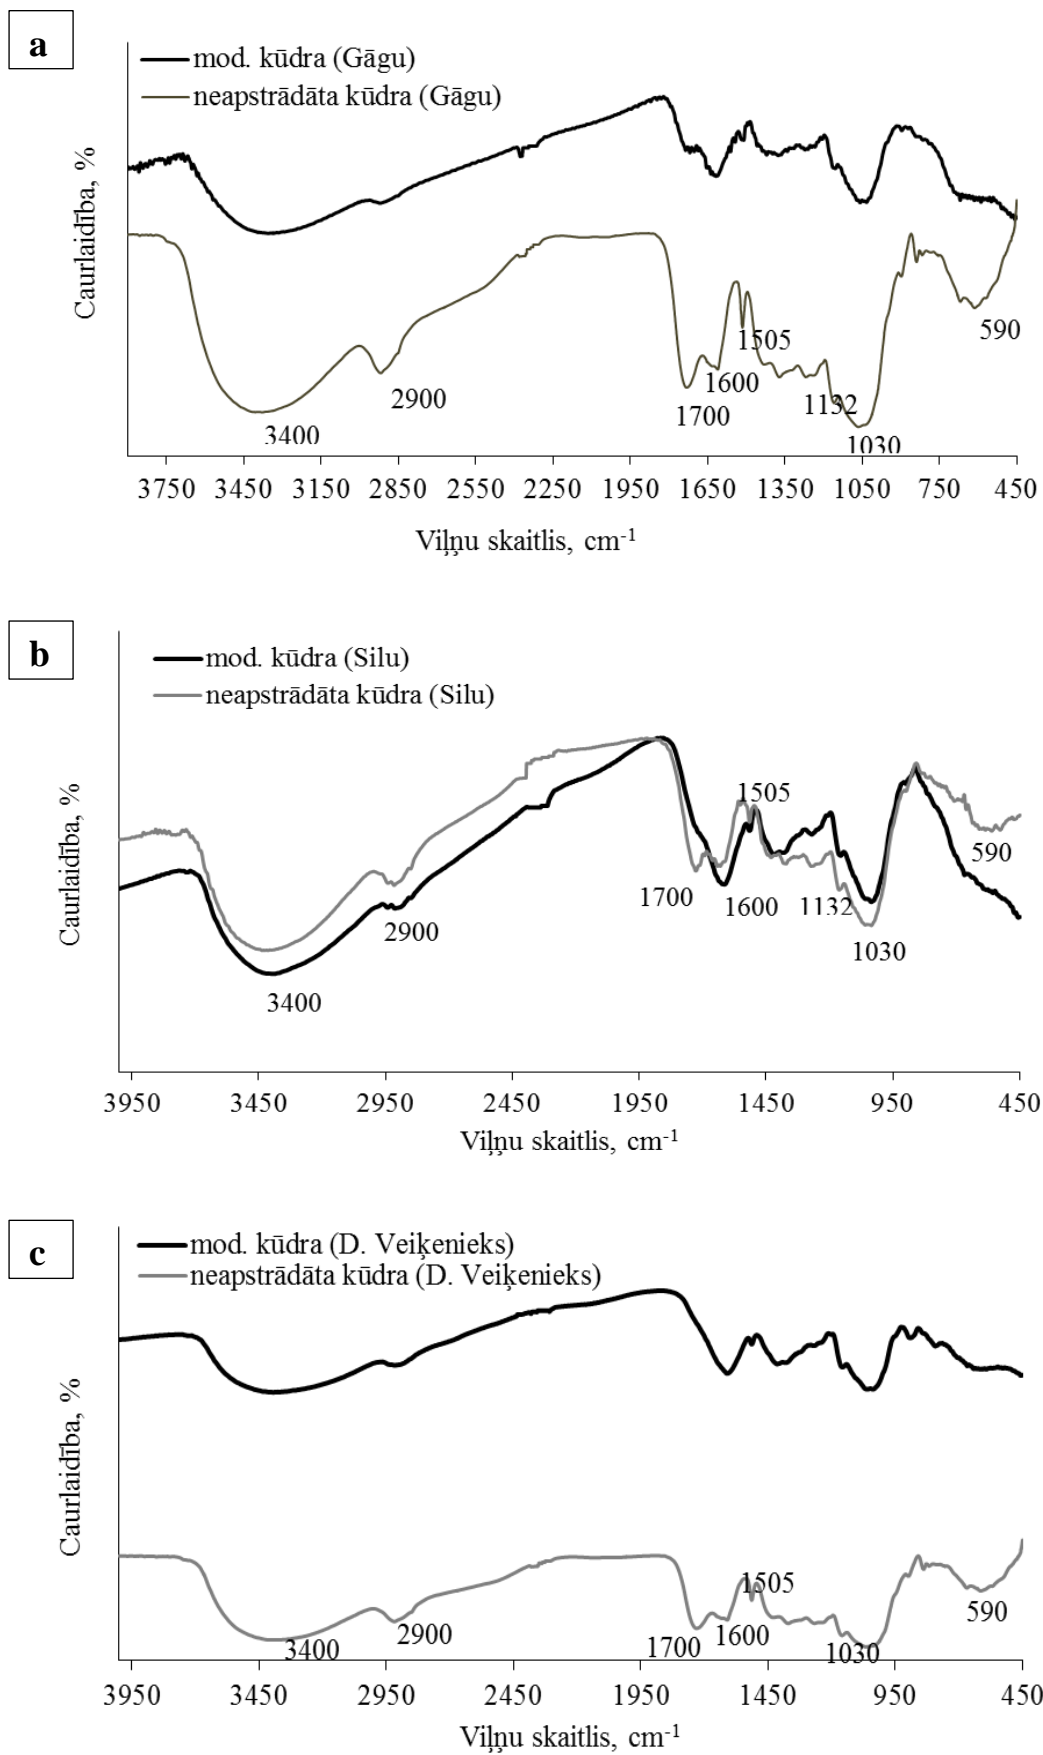 a
mod. kūdra (Gāgu)
neapstrādāta kūdra (Gāgu)
Caurlaidība, %
1505
590
1600
2900
1700
1132
3400
1030
3750 3450 3150 2850 2550 2250 1950 1650 1350 1050 750 450
Viļņu skaitlis, cm-1
b
mod. kūdra (Silu)
neapstrādāta kūdra (Silu)
Caurlaidība, %
1505
590
1700
1600
1132
2900
1030
3400
3950 3450 2950 2450 1950 1450 950 450
Viļņu skaitlis, cm-1
c
mod. kūdra (D. Veiķenieks)
neapstrādāta kūdra (D. Veiķenieks)
Caurlaidība, %
1505
590
2900
1600
3400
1700
1030
3950 3450 2950 2450 1950 1450 950 450
Viļņu skaitlis, cm-1